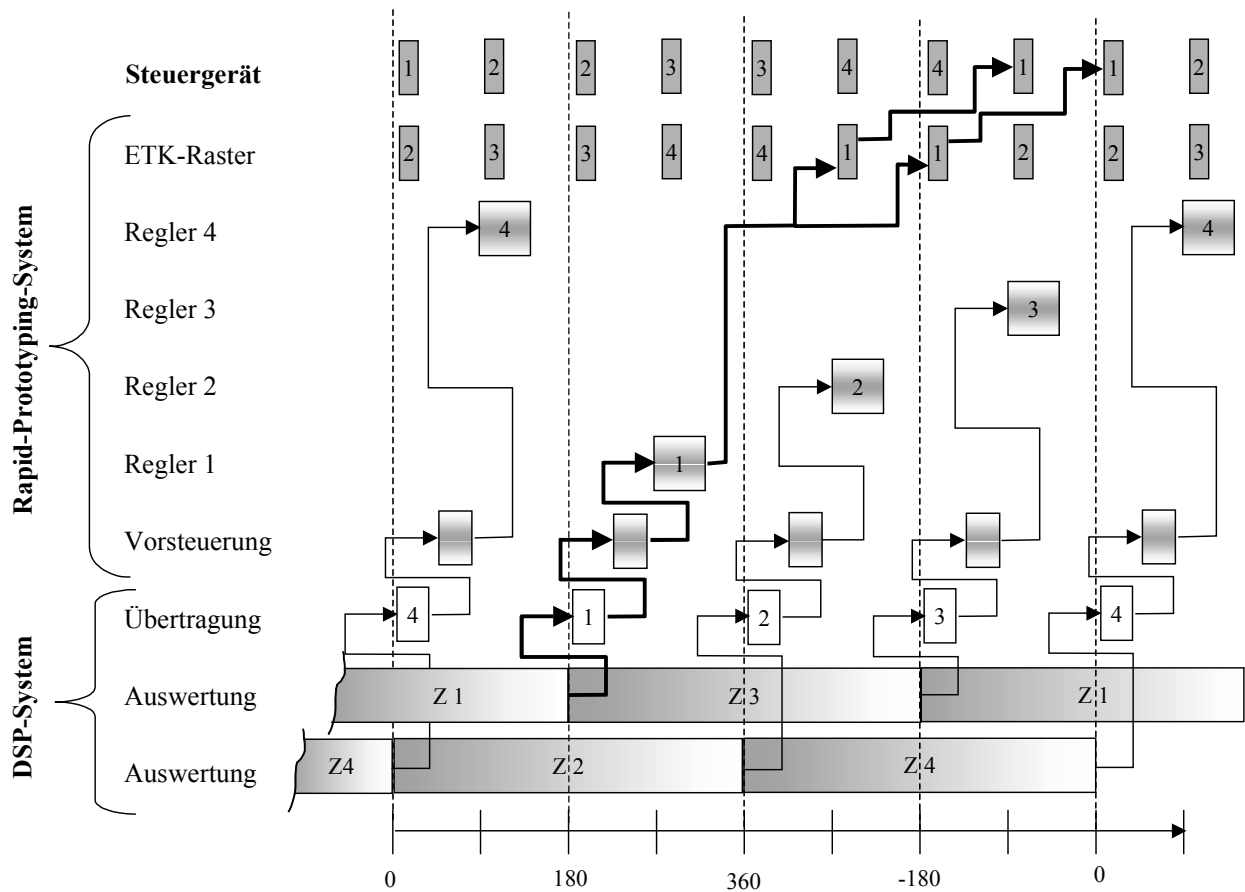 Steuergerät 1 2 2 3 3 4 4 1 1 2
ETK-Raster 2 3 3 4 4 1 1 2 2 3
Regler 4 4 4
Regler 3 3
Regler 2 2
Regler 1 1
Vorsteuerung
Übertragung 4 1 2 3 4
Auswertung Z 1 Z 3 Z 1
Auswertung Z4 Z 2 Z 4
0 180 360 -180 0
Rapid-Prototyping-System
DSP-System